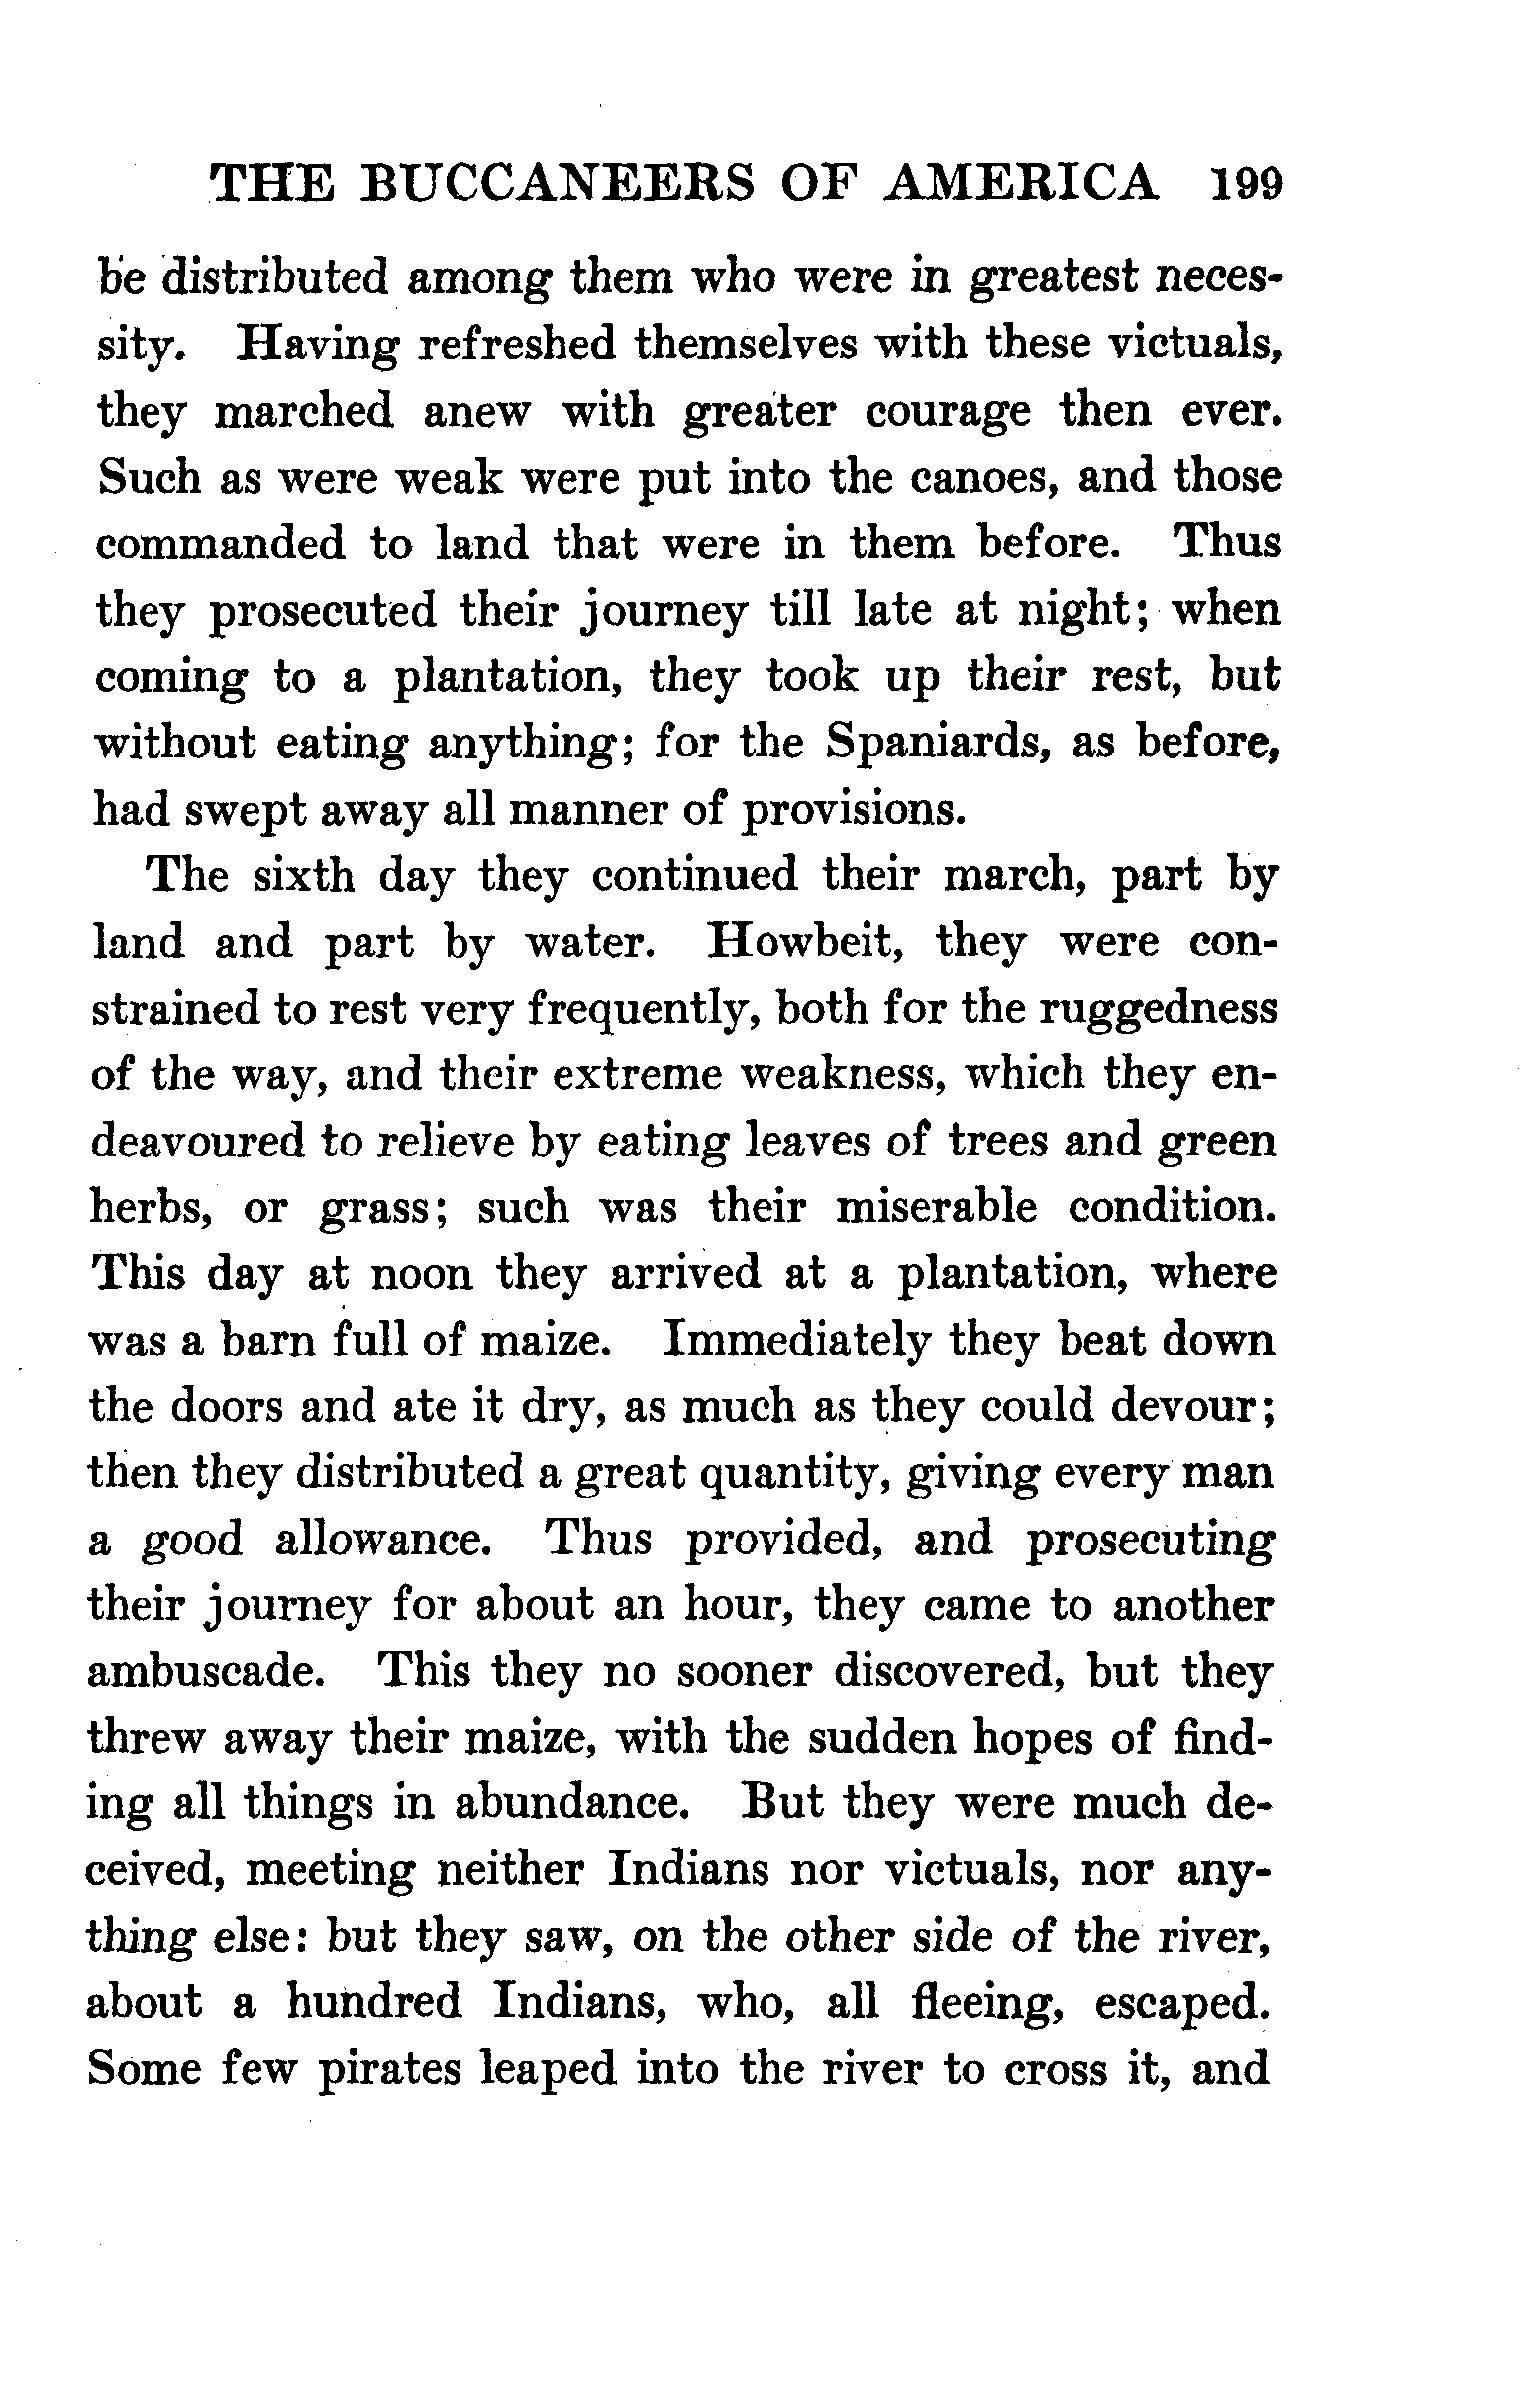 THE BUCCANEERS OF AMERICA 199
be distributed among them who were in greatest neces-
sity. Having refreshed themselves with these victuals,
they marched anew with greater courage then ever.
Such as were weak were put into the canoes, and those
commanded to land that were in them before. Thus
they prosecuted their journey till late at night; when
coming to a plantation, they took up their rest, but
without eating anything; for the Spaniards, as before,
had swept away all manner of provisions.
The sixth day they continued their march, part by
land and part by water. Howbeit, they were con-
strained to rest very frequently, both for the ruggedness
of the way, and their extreme weakness, which they en-
deavoured to relieve by eating leaves of trees and green
herbs, or grass; such was their miserable condition.
This day at noon they arrived at a plantation, where
was a barn full of maize. Immediately they beat down
the doors and ate it dry, as much as they could devour;
then they distributed a great quantity, giving every man
a good allowance. Thus provided, and prosecuting
their journey for about an hour, they came to another
ambuscade. This they no sooner discovered, but they
threw away their maize, with the sudden hopes of find-
ing all things in abundance. But they were much de-
ceived, meeting neither Indians nor victuals, nor any-
thing else: but they saw, on the other side of the river,
about a hundred Indians, who, all fleeing, escaped.
Some few pirates leaped into the river to cross it, and